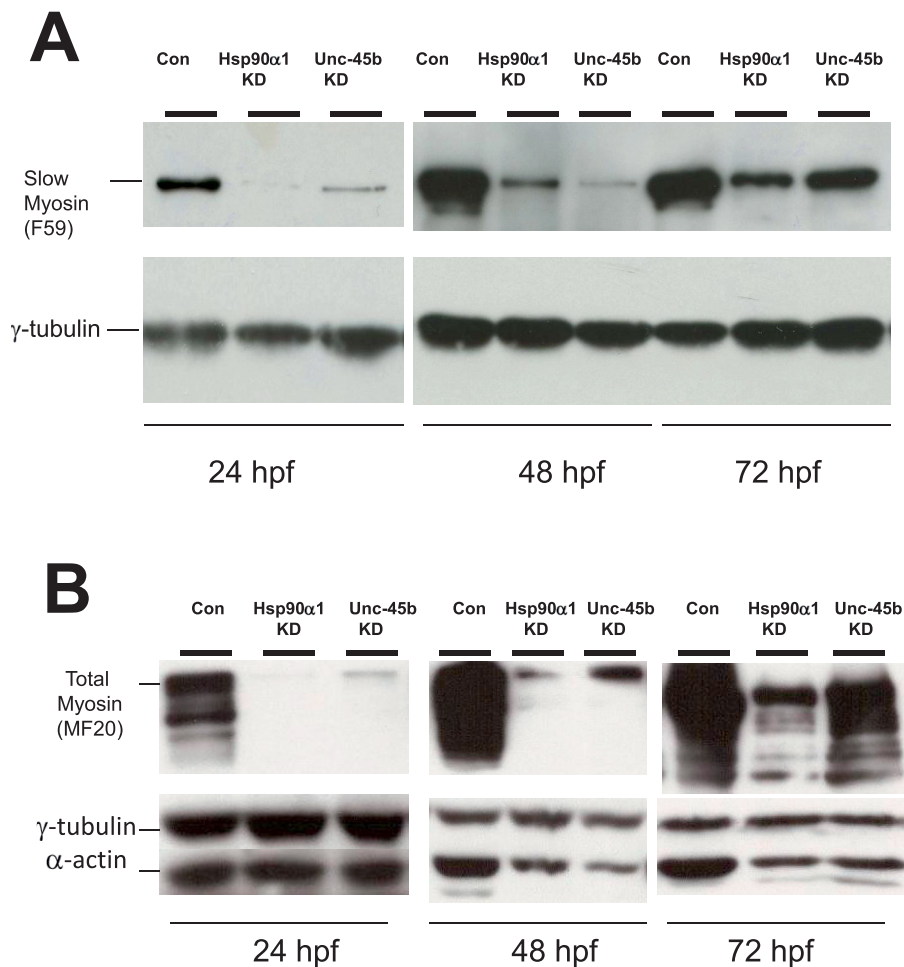 A
Con Hsp90α1 Unc-45b Con Hsp90α1 Unc-45b Con Hsp90α1 Unc-45b
KD KD KD KD KD KD
Slow
Myosin
(F59)
γ-tubulin
24 hpf 48 hpf 72 hpf
B
Con Hsp90α1 Unc-45b Con Hsp90α1 Unc-45b Con Hsp90α1 Unc-45b
KD KD KD KD KD KD
Total
Myosin
(MF20)
γ-tubulin
α-actin
24 hpf 48 hpf 72 hpf